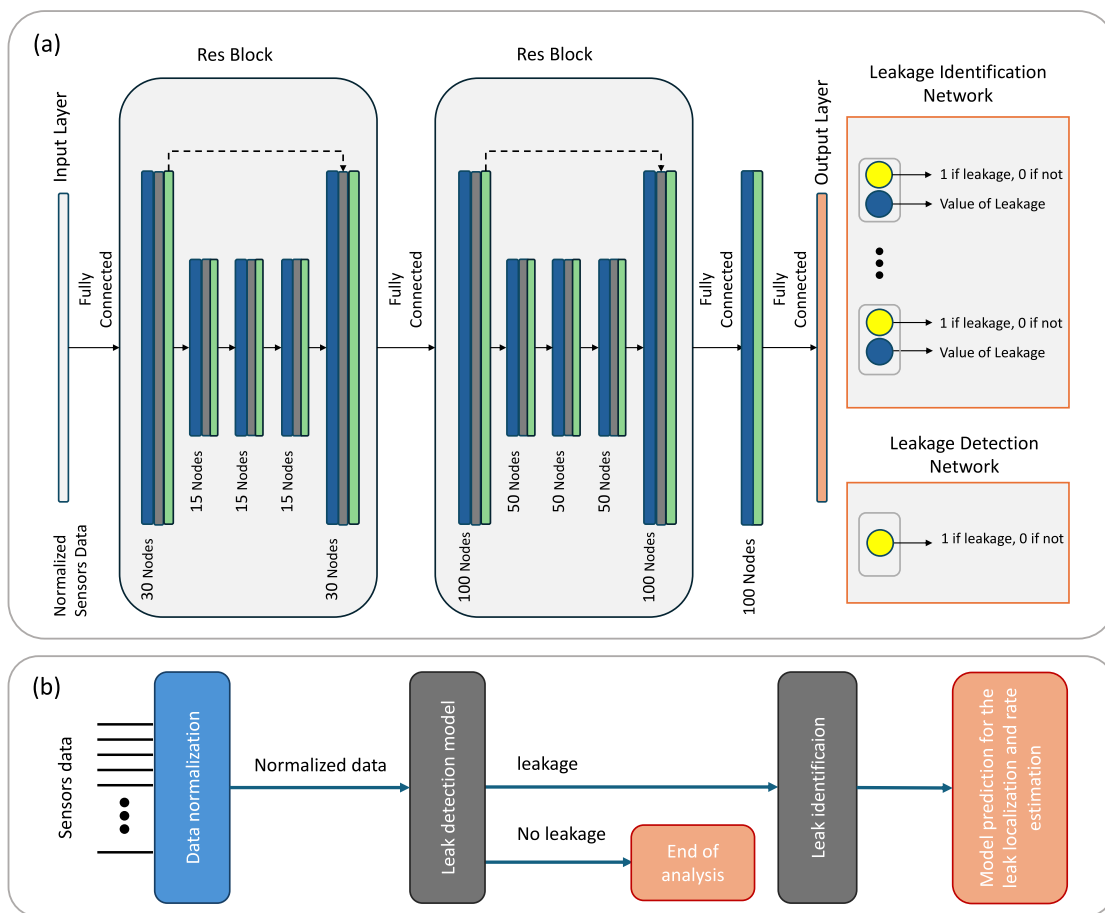 (a)
Res Block
Res Block
Input Layer
Fully
Connected
Normalized
Sensors Data
30 Nodes
15 Nodes
15 Nodes
15 Nodes
30 Nodes
Fully
Connected
100 Nodes
50 Nodes
50 Nodes
50 Nodes
100 Nodes
Fully
Connected
100 Nodes
Fully
Connected
Output Layer
Leakage Identification
Network
1 if leakage, 0 if not
Value of Leakage
1 if leakage, 0 if not
Value of Leakage
Leakage Detection
Network
1 if leakage, 0 if not
(b)
Sensors data
Data normalization
Normalized data
Leak detection model
leakage
No leakage
End of
analysis
Leak identificaion
Model prediction for the
leak localization and rate
estimation